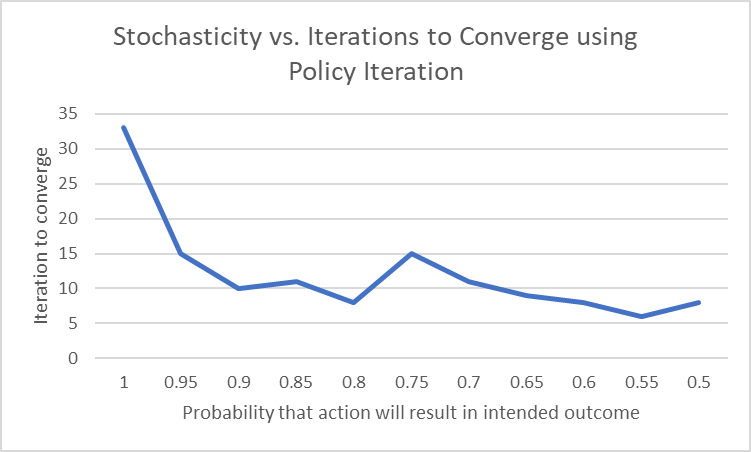 Stochasticity vs. Iterations to Converge using
Policy Iteration
Iteration to converge
35
30
25
20
15
10
5
0
1 0.95 0.9 0.85 0.8 0.75 0.7 0.65 0.6 0.55 0.5
Probability that action will result in intended outcome